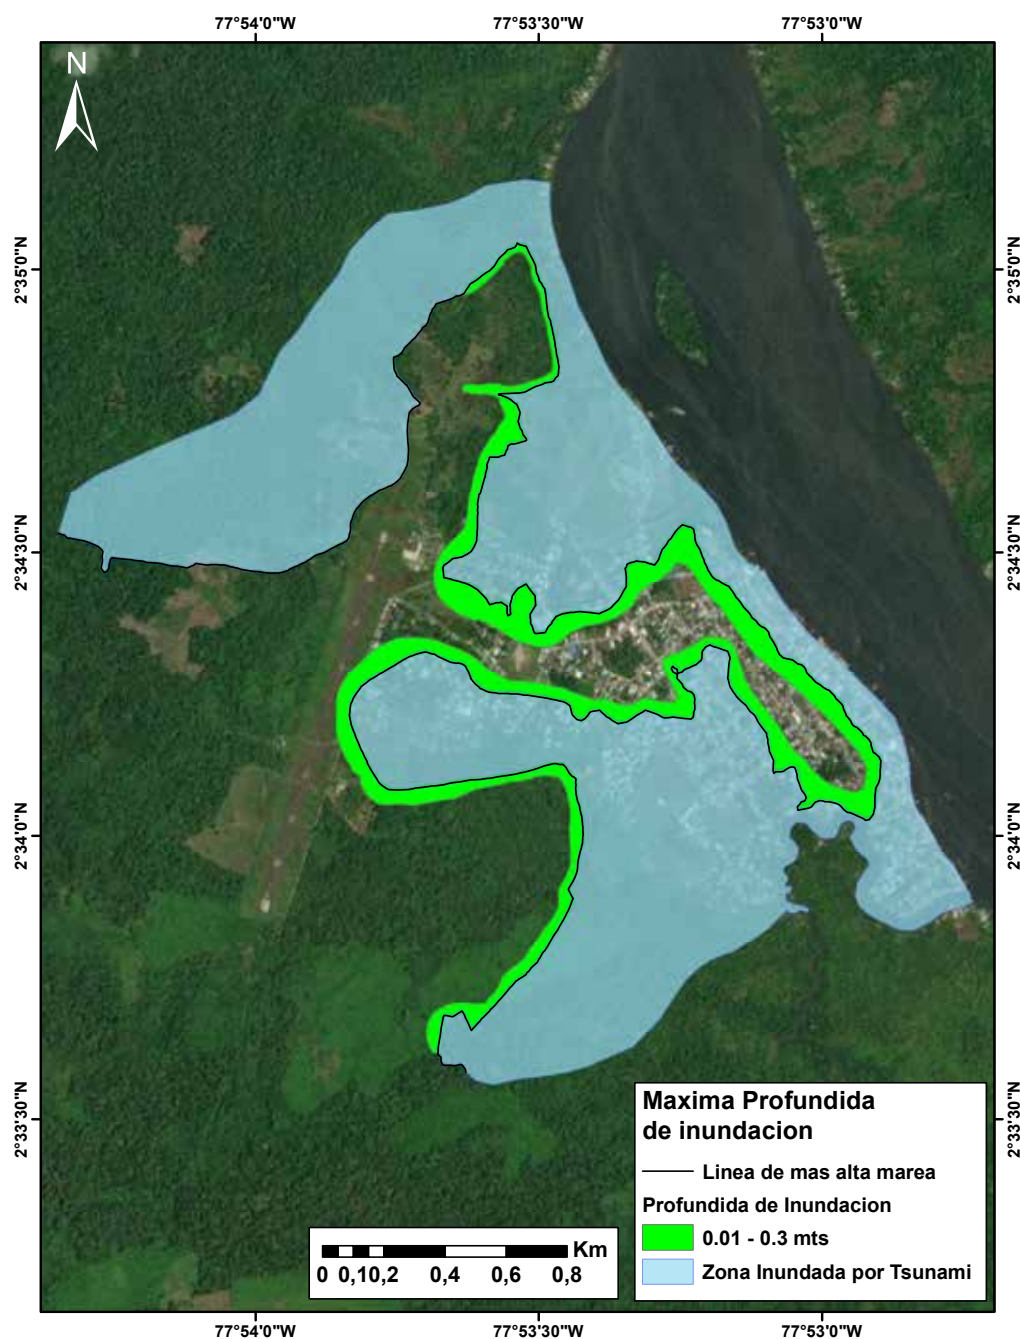 77°54'0"W 77°53'30"W 77°53'0"W
N
2°35'0"N 2°35'0"N
2°34'30"N 2°34'30"N
2°34'0"N 2°34'0"N
2°33'30"N 2°33'30"N
Maxima Profundida
de inundacion
Linea de mas alta marea
Profundida de Inundacion
0.01 - 0.3 mts
Zona Inundada por Tsunami
Km
0 0,1 0,2 0,4 0,6 0,8
77°54'0"W 77°53'30"W 77°53'0"W